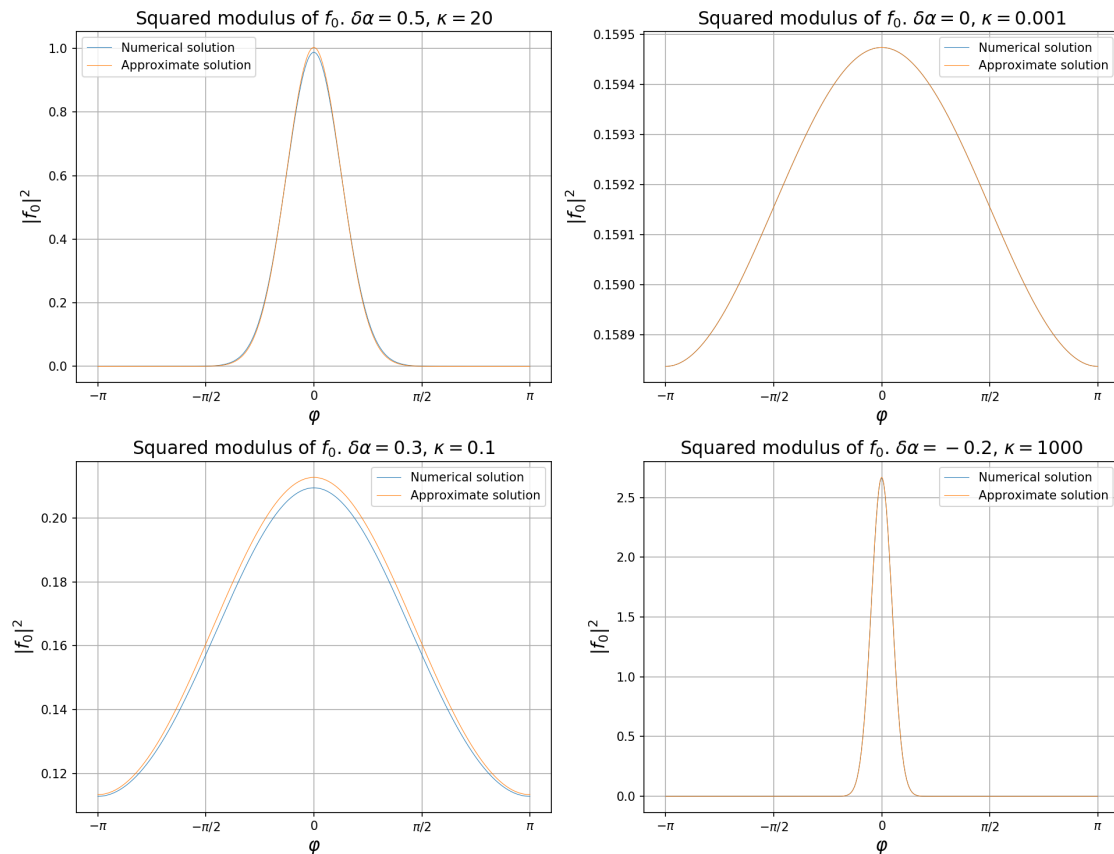 Squared modulus of f₀. δα = 0.5, κ = 20
Numerical solution
Approximate solution
1.0
0.8
0.6
0.4
0.2
0.0
|f₀|²
−π
−π/2
0
π/2
π
φ
Squared modulus of f₀. δα = 0, κ = 0.001
Numerical solution
Approximate solution
0.1595
0.1594
0.1593
0.1592
0.1591
0.1590
0.1589
|f₀|²
−π
−π/2
0
π/2
π
φ
Squared modulus of f₀. δα = 0.3, κ = 0.1
Numerical solution
Approximate solution
0.20
0.18
0.16
0.14
0.12
|f₀|²
−π
−π/2
0
π/2
π
φ
Squared modulus of f₀. δα = −0.2, κ = 1000
Numerical solution
Approximate solution
2.5
2.0
1.5
1.0
0.5
0.0
|f₀|²
−π
−π/2
0
π/2
π
φ